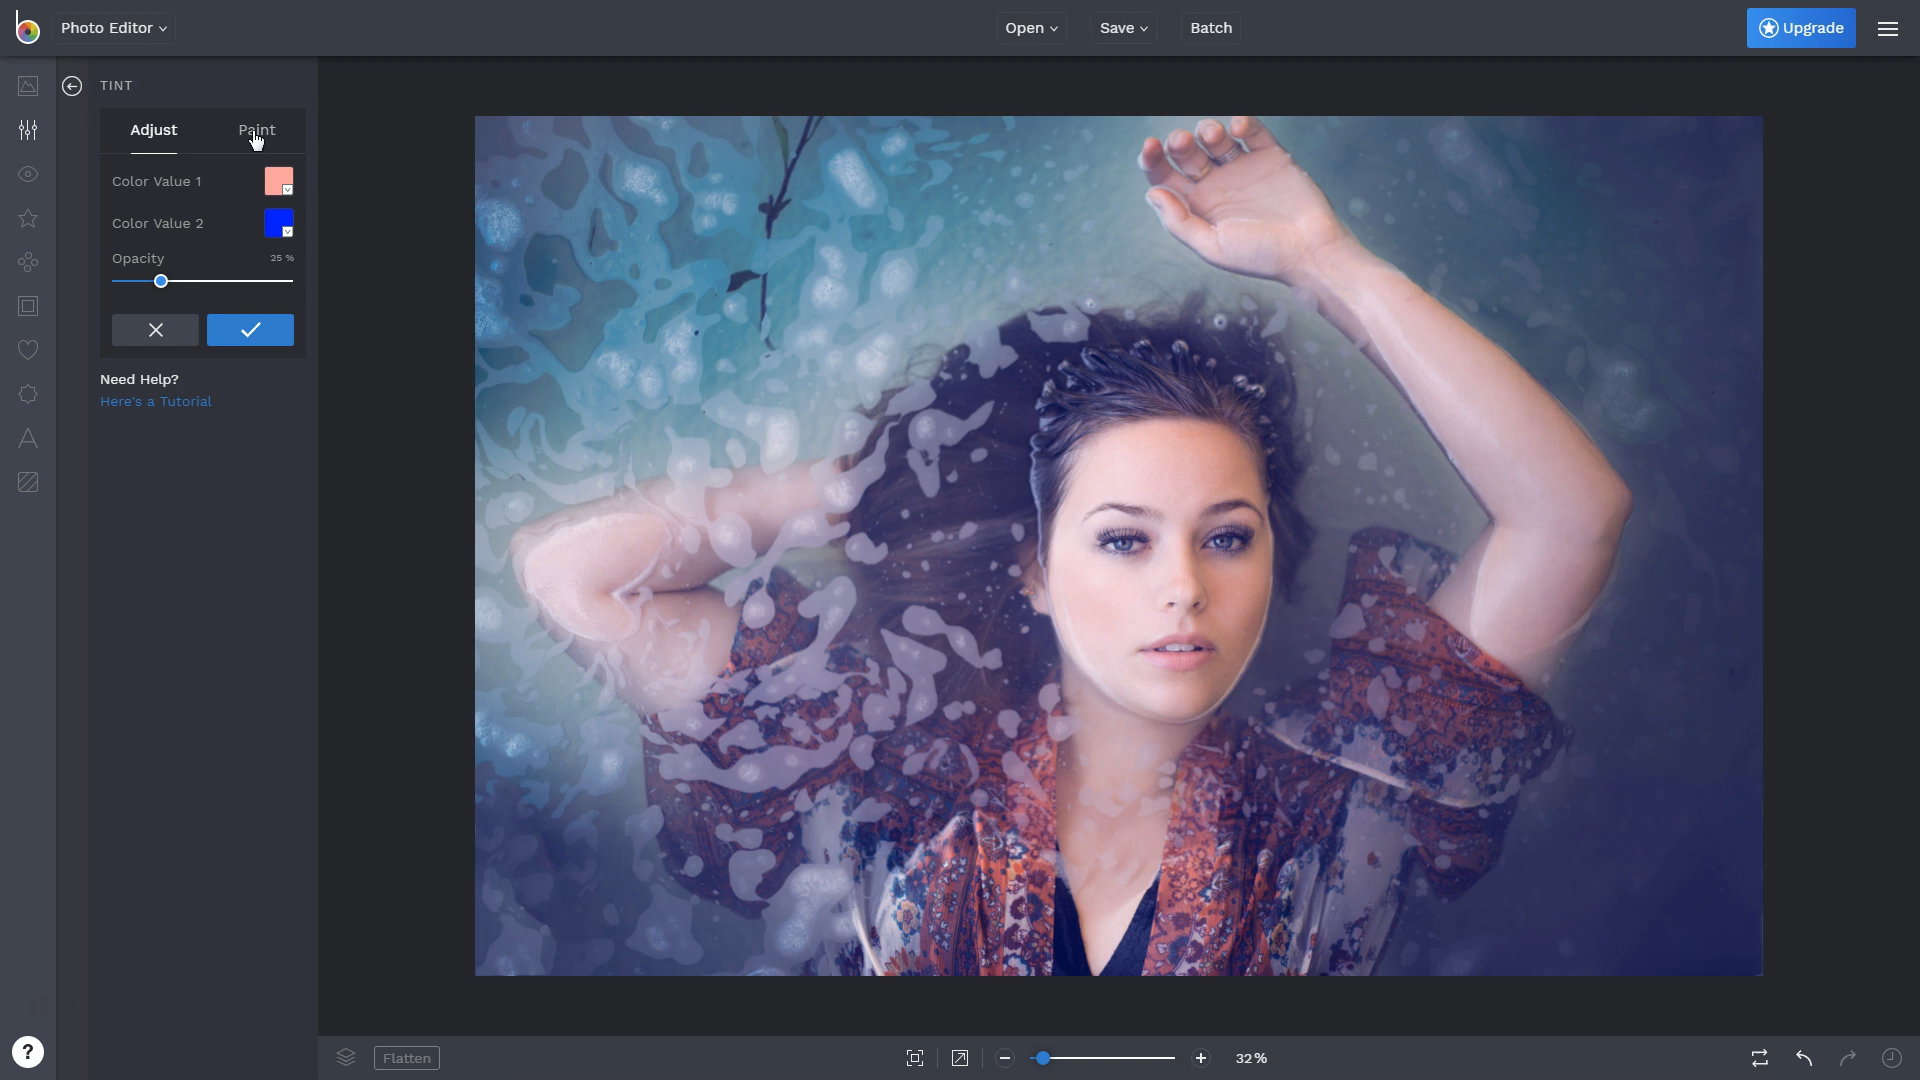 Photo Editor
Open
Save
Batch
Upgrade
TINT
Adjust
Paint
Color Value 1
Color Value 2
Opacity
25 %
Need Help?
Here's a Tutorial
?
Flatten
32%